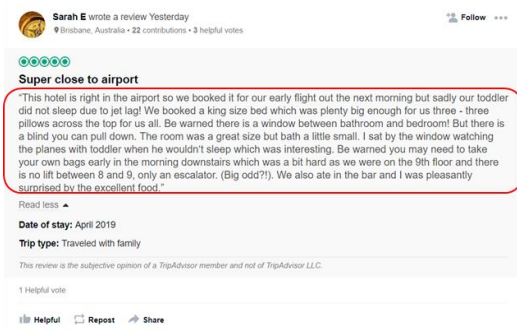 Sarah E wrote a review Yesterday
Brisbane, Australia • 22 contributions • 3 helpful votes
Follow
Super close to airport
“This hotel is right in the airport so we booked it for our early flight out the next morning but sadly our toddler
did not sleep due to jet lag! We booked a king size bed which was plenty big enough for us three - three
pillows across the top for us all. Be warned there is a window between bathroom and bedroom! But there is
a blind you can pull down. The room was a great size but bath a little small. I sat by the window watching
the planes with toddler when he wouldn't sleep which was interesting. Be warned you may need to take
your own bags early in the morning downstairs which was a bit hard as we were on the 9th floor and there
is no lift between 8 and 9, only an escalator. (Big odd?!). We also ate in the bar and I was pleasantly
surprised by the excellent food.”
Read less
Date of stay: April 2019
Trip type: Traveled with family
This review is the subjective opinion of a TripAdvisor member and not of TripAdvisor LLC.
1 Helpful vote
Helpful Repost Share